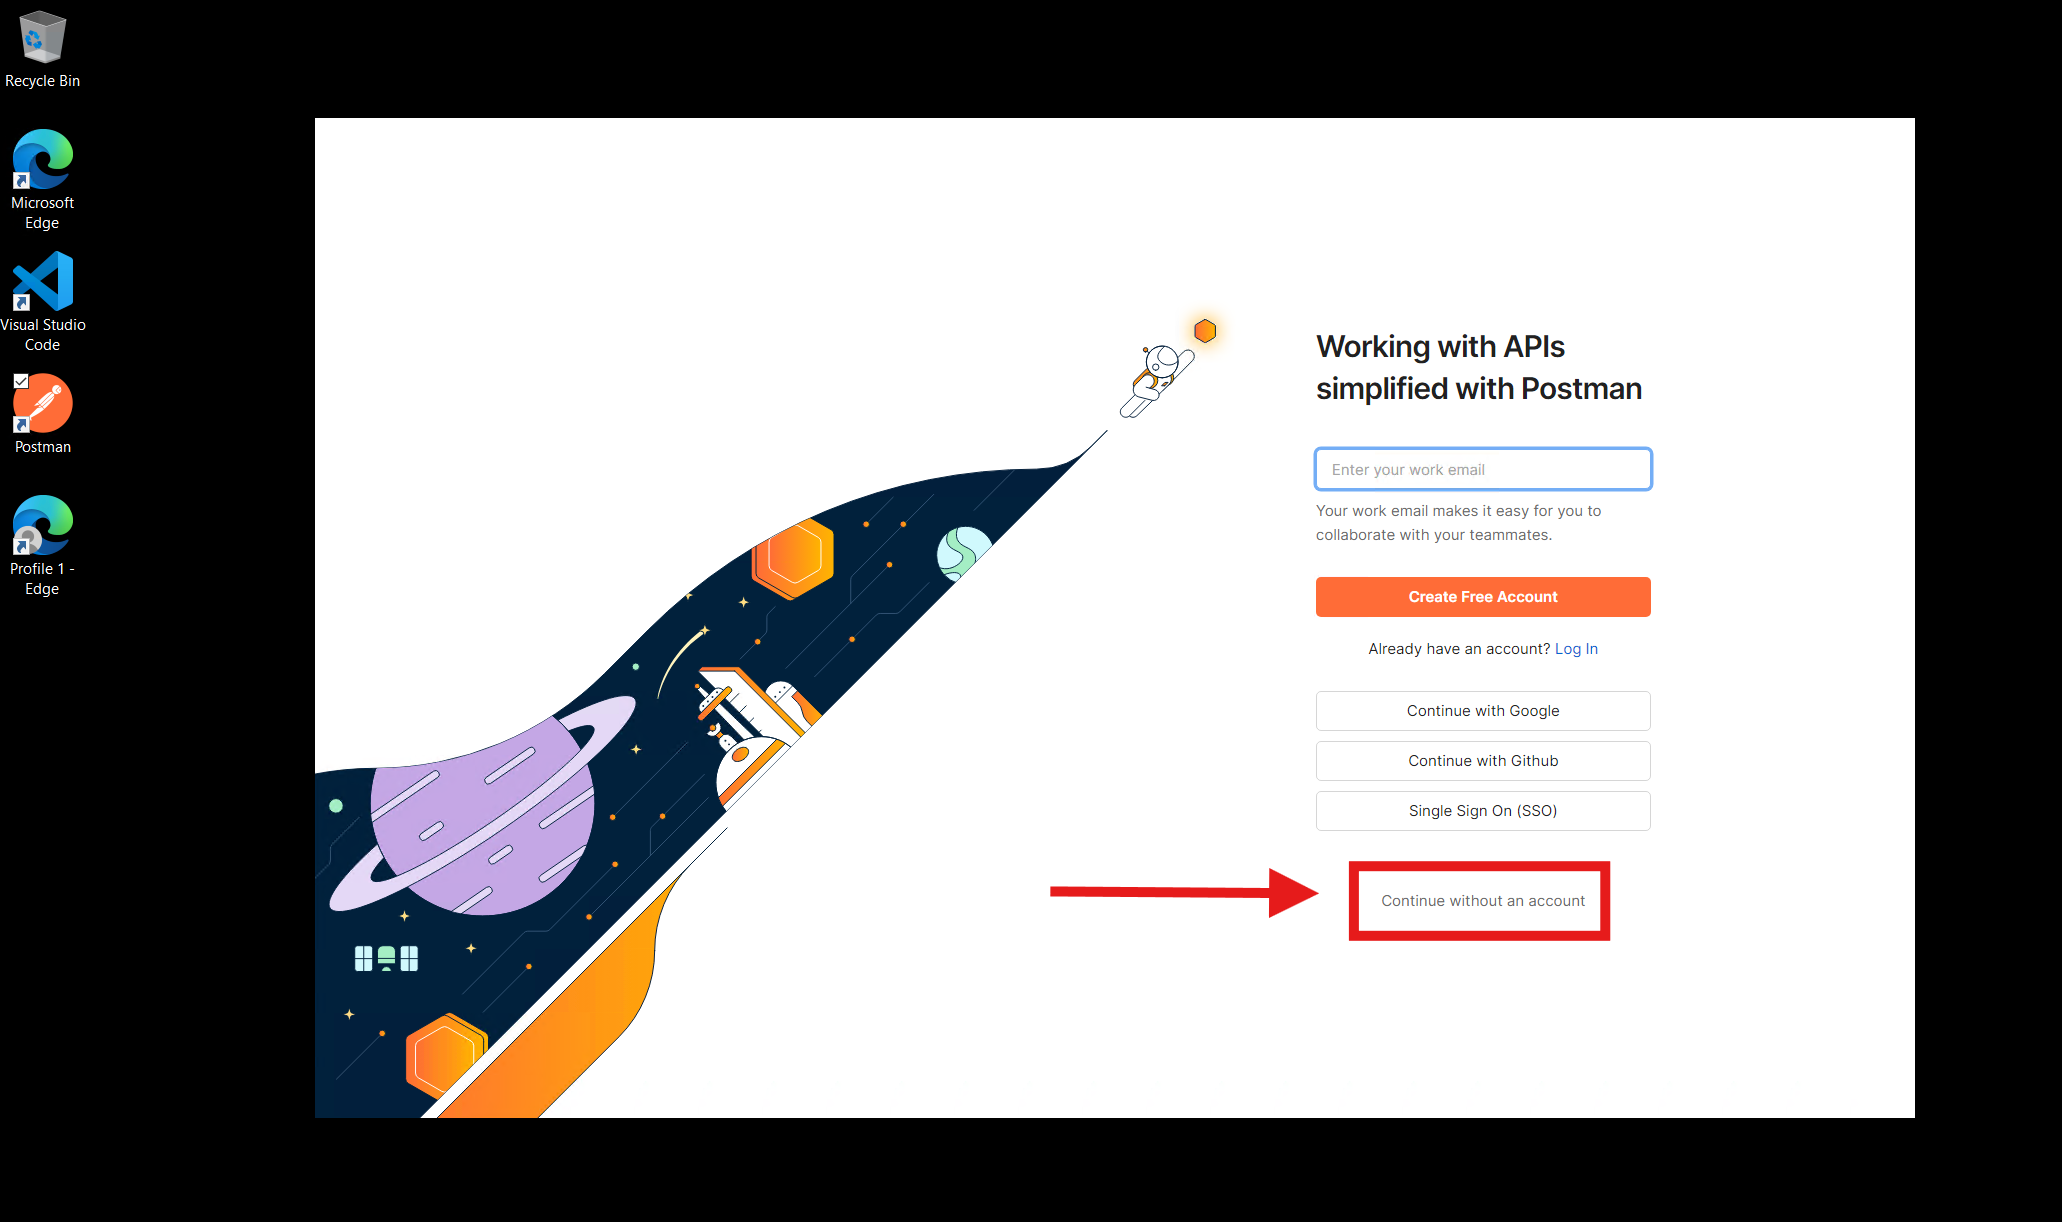 Recycle Bin
Microsoft
Edge
Visual Studio
Code
Postman
Profile 1 -
Edge
Working with APIs
simplified with Postman
Enter your work email
Your work email makes it easy for you to
collaborate with your teammates.
Create Free Account
Already have an account? Log In
Continue with Google
Continue with Github
Single Sign On (SSO)
Continue without an account